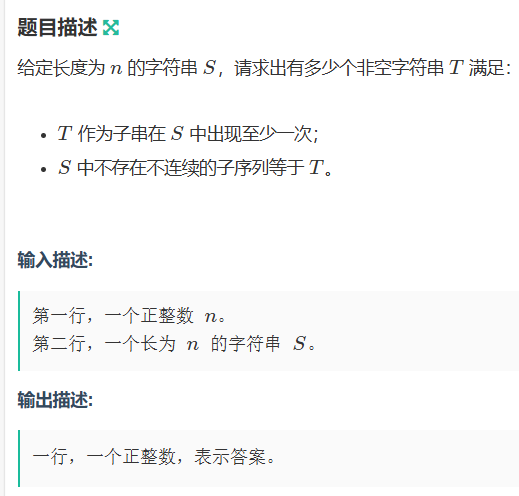 题目描述
给定长度为 n 的字符串 S，请求出有多少个非空字符串 T 满足：
• T 作为子串在 S 中出现至少一次；
• S 中不存在不连续的子序列等于 T。
输入描述:
第一行，一个正整数 n。
第二行，一个长为 n 的字符串 S。
输出描述:
一行，一个正整数，表示答案。